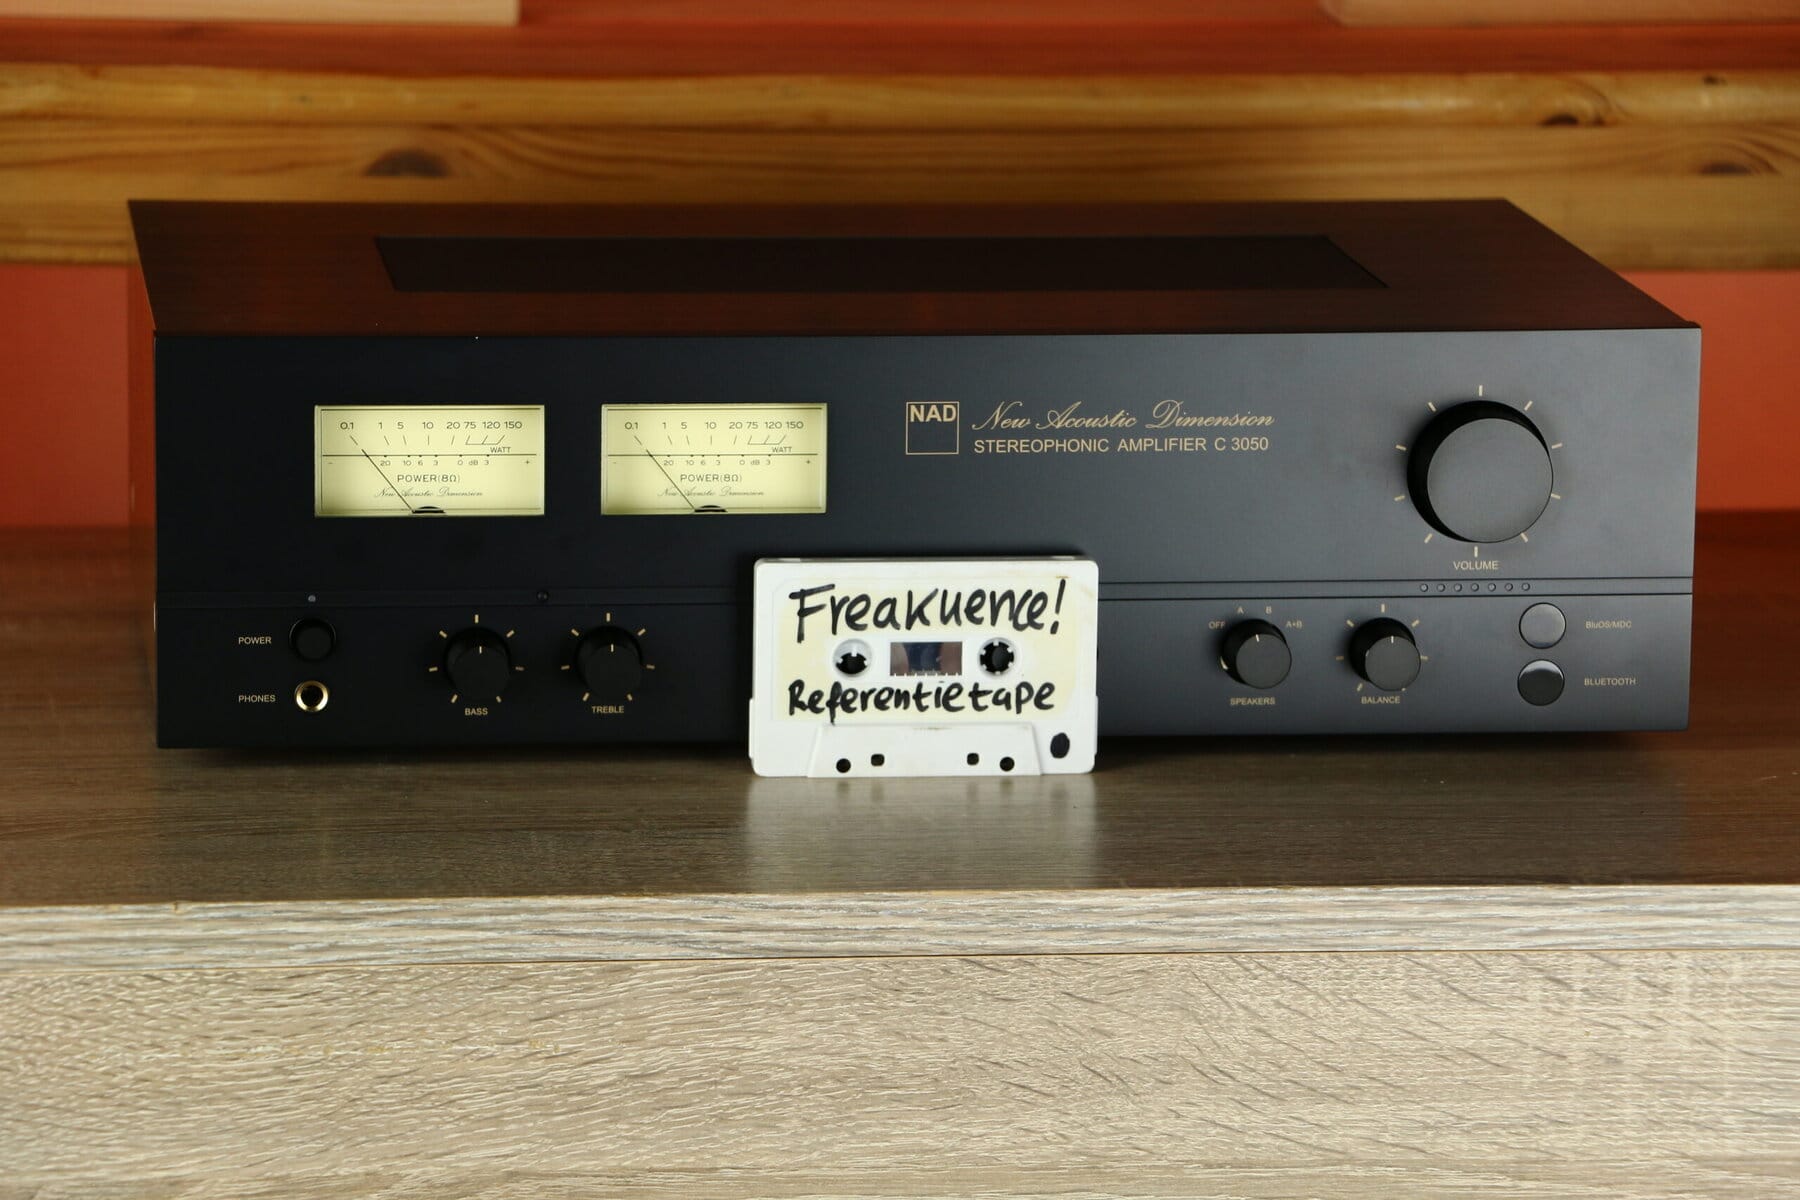 0.1 1 5 10 20 75 120 150
WATT
- 20 10 6 3 0 dB 3 +
POWER(8Ω)
New Acoustic Dimension
0.1 1 5 10 20 75 120 150
WATT
- 20 10 6 3 0 dB 3 +
POWER(8Ω)
New Acoustic Dimension
NAD
New Acoustic Dimension
STEREOPHONIC AMPLIFIER C 3050
VOLUME
POWER
PHONES
BASS
TREBLE
Freakuence!
Referentietape
OFF A B A+B
SPEAKERS
BALANCE
BluOS/MDC
BLUETOOTH